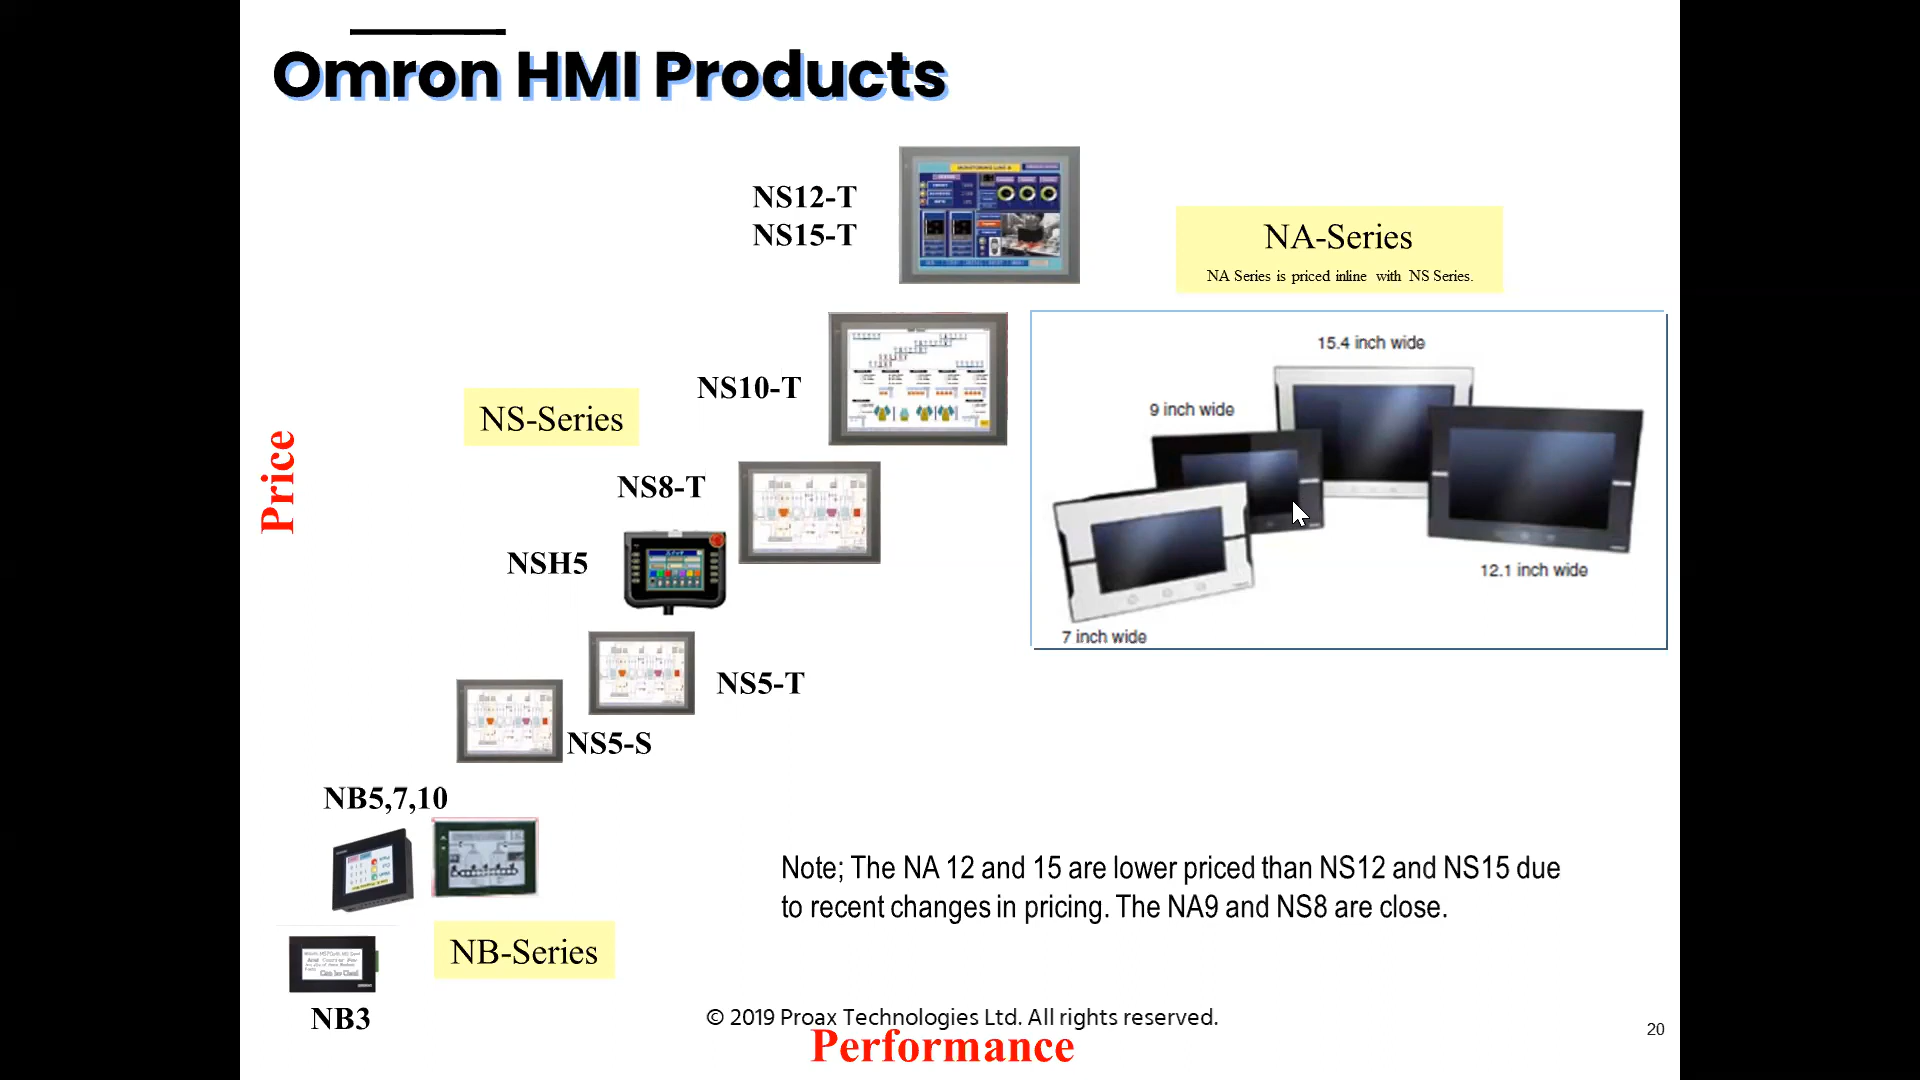 Omron HMI Products
NS12-T
NS15-T
NA-Series
NA Series is priced inline with NS Series.
15.4 inch wide
9 inch wide
NS10-T
NS-Series
Price
NS8-T
NSH5
12.1 inch wide
7 inch wide
NS5-T
NS5-S
NB5,7,10
Note; The NA 12 and 15 are lower priced than NS12 and NS15 due
to recent changes in pricing. The NA9 and NS8 are close.
NB-Series
NB3
© 2019 Proax Technologies Ltd. All rights reserved.
Performance
20